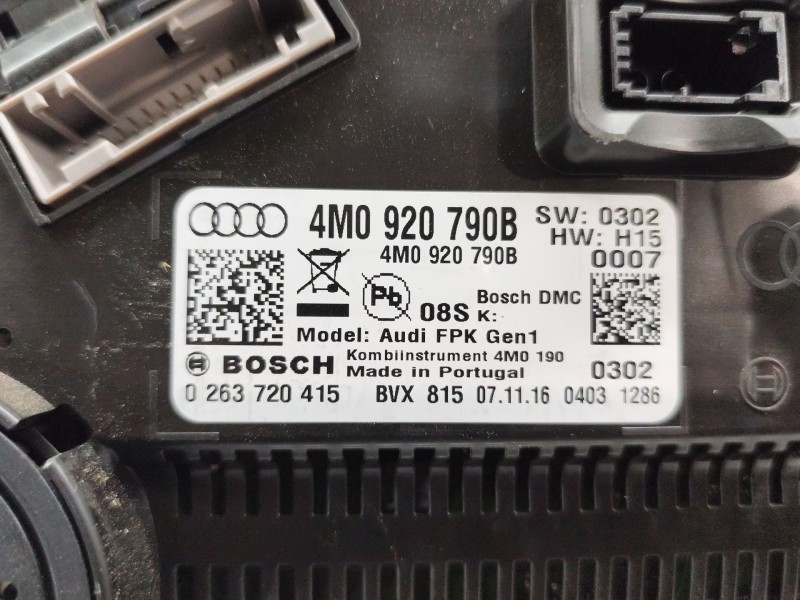 4M0 920 790B SW: 0302
4M0 920 790B HW: H15
0007
Pb 08S K: Bosch DMC
Model: Audi FPK Gen1
BOSCH Kombiinstrument 4M0 190
Made in Portugal 0302
0 263 720 415 BVX 815 07.11.16 0403 1286